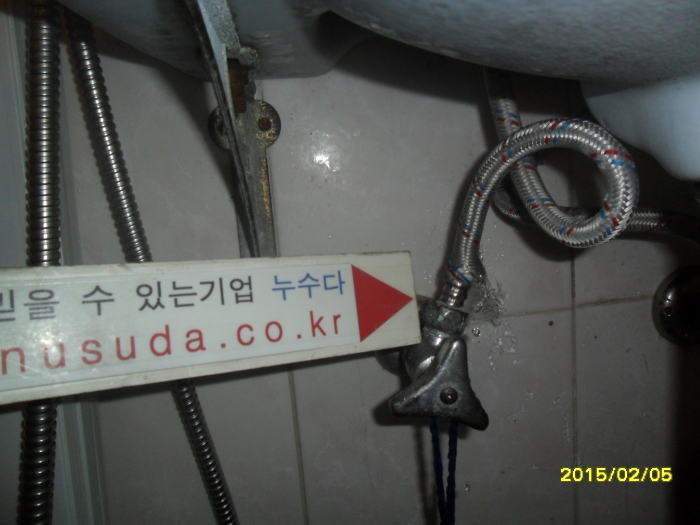 믿을 수 있는기업 누수다
nusuda.co.kr
2015/02/05